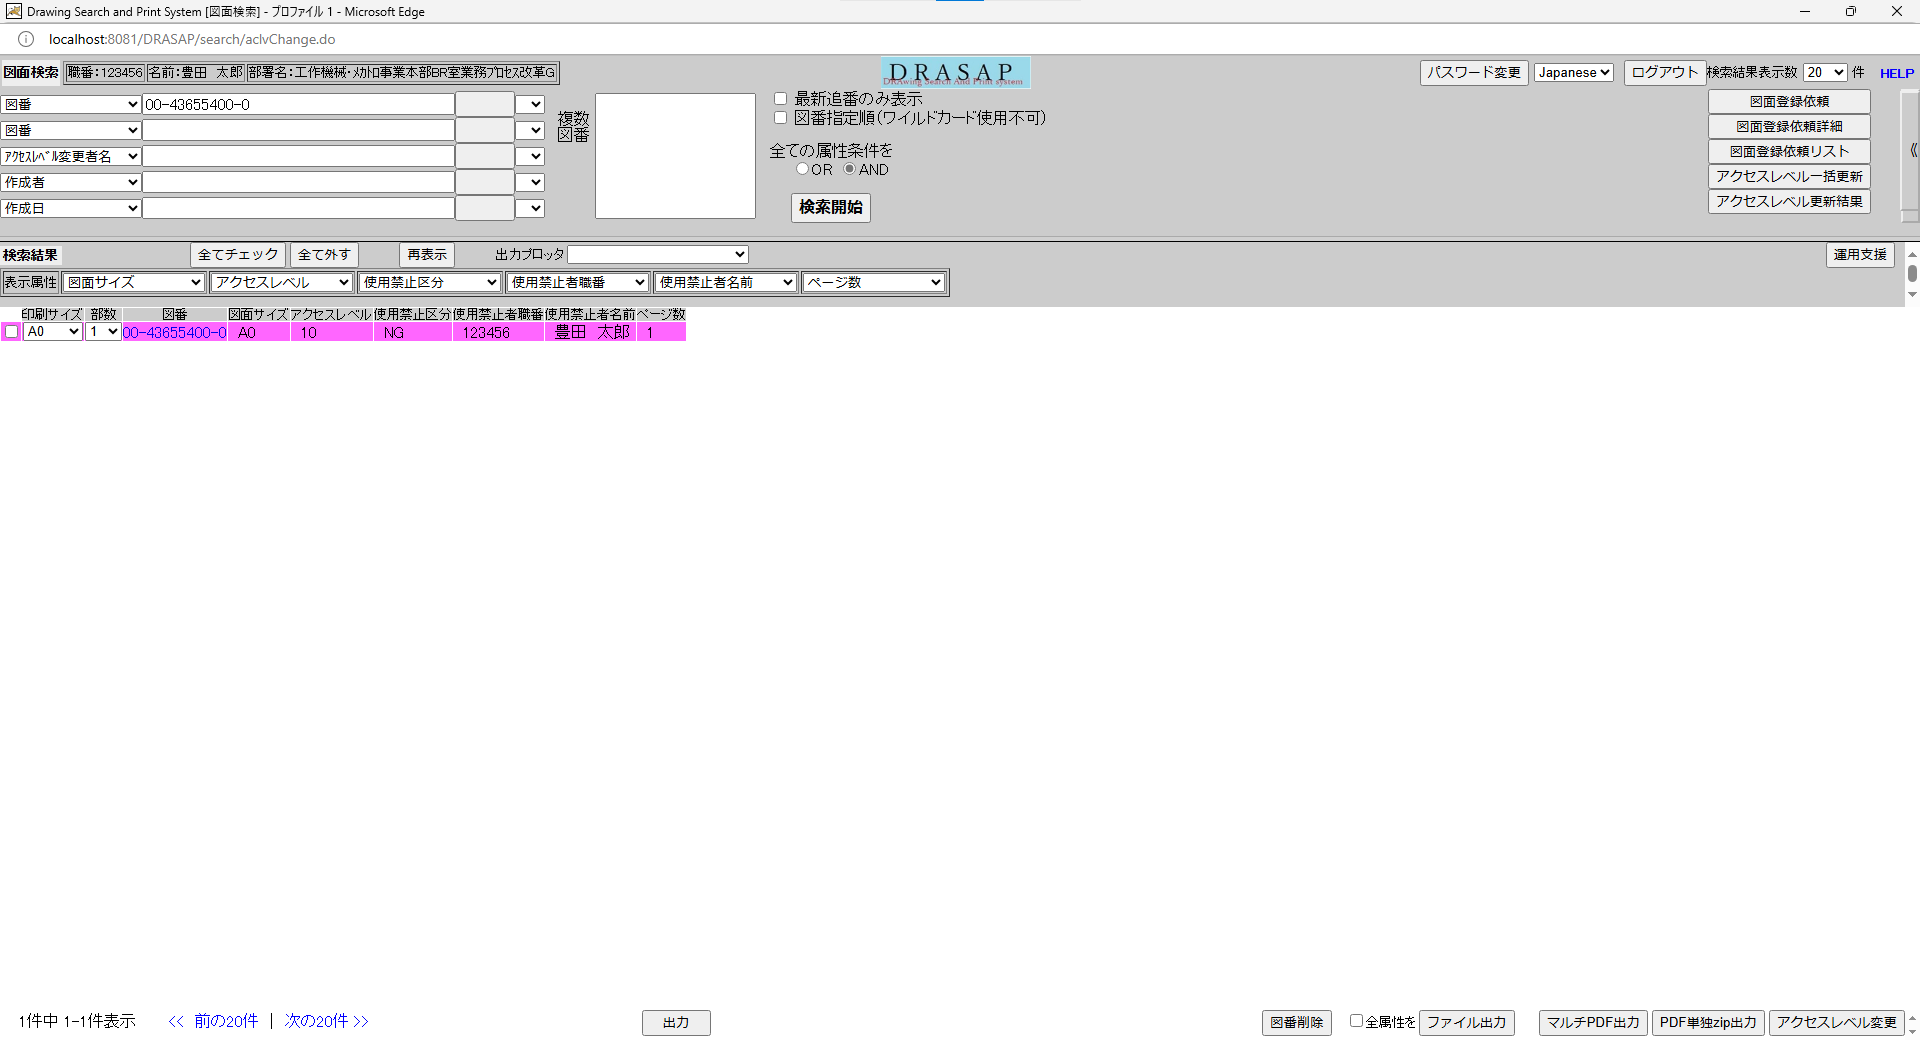 Drawing Search and Print System [図面検索] - プロファイル 1 - Microsoft Edge
localhost:8081/DRASAP/search/aclvChange.do
図面検索 職番:123456 名前:豊田　太郎 部署名:工作機械・ﾒｶﾄﾛ事業本部BR室業務ﾌﾟﾛｾｽ改革G DRASAP DRAwing Search And Print system パスワード変更 Japanese ログアウト 検索結果表示数 20 件 HELP
図番 00-43655400-0
図番
ｱｸｾｽﾚﾍﾞﾙ変更者名
作成者
作成日
複数
図番
最新追番のみ表示
図番指定順(ワイルドカード使用不可)
全ての属性条件を
OR AND
検索開始
図面登録依頼
図面登録依頼詳細
図面登録依頼リスト
アクセスレベル一括更新
アクセスレベル更新結果
《
検索結果 全てチェック 全て外す 再表示 出力プロッタ 運用支援
表示属性 図面サイズ アクセスレベル 使用禁止区分 使用禁止者職番 使用禁止者名前 ページ数
印刷サイズ 部数 図番 図面サイズ アクセスレベル 使用禁止区分 使用禁止者職番 使用禁止者名前 ページ数
A0 1 00-43655400-0 A0 10 NG 123456 豊田　太郎 1
1件中 1-1件表示 << 前の20件 | 次の20件 >> 出力 図番削除 全属性を ファイル出力 マルチPDF出力 PDF単独zip出力 アクセスレベル変更